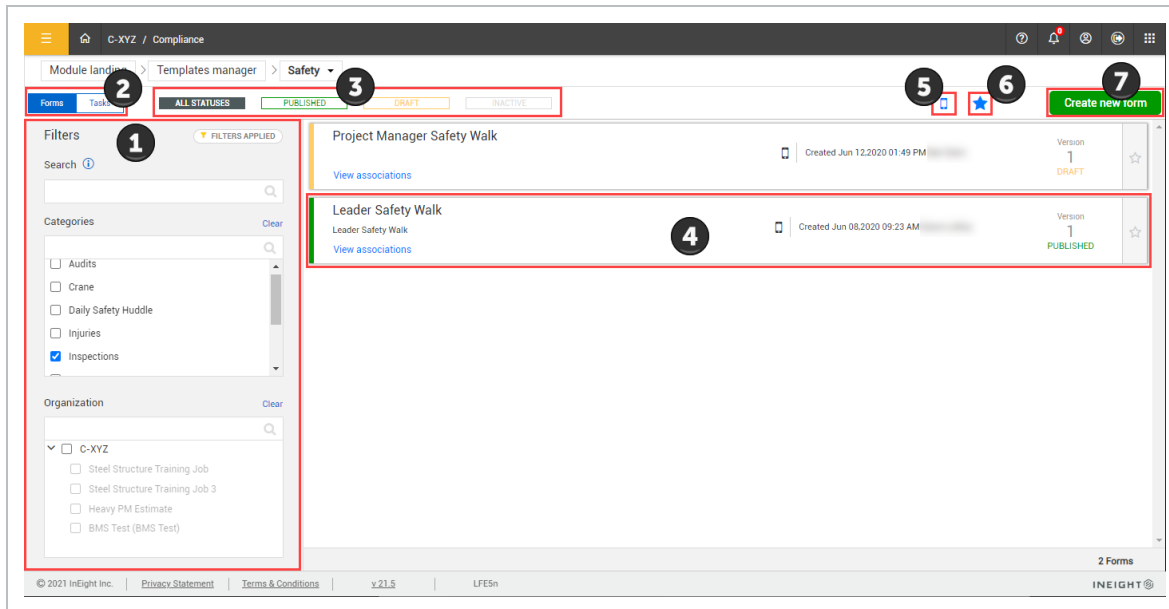 C-XYZ / Compliance
0
Module landing > Templates manager > Safety
Forms Tasks
2
ALL STATUSES PUBLISHED DRAFT INACTIVE
3
5
6
7
Create new form
Filters
1
FILTERS APPLIED
Search
Categories Clear
Audits
Crane
Daily Safety Huddle
Injuries
Inspections
Organization Clear
C-XYZ
Steel Structure Training Job
Steel Structure Training Job 3
Heavy PM Estimate
BMS Test (BMS Test)
Project Manager Safety Walk
View associations
Created Jun 12,2020 01:49 PM
Version
1
DRAFT
Leader Safety Walk
Leader Safety Walk
View associations
4
Created Jun 08,2020 09:23 AM
Version
1
PUBLISHED
2 Forms
© 2021 InEight Inc. | Privacy Statement | Terms & Conditions | v 21.5 | LFE5n
INEIGHT